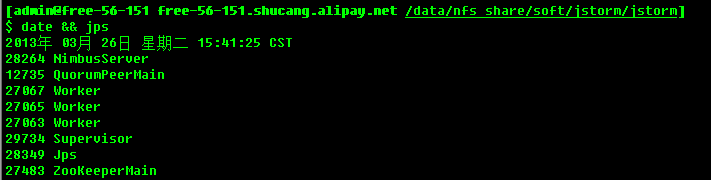 [admin@free-56-151 free-56-151.shucang.alipay.net /data/nfs_share/soft/jstorm/jstorm]
$ date && jps
2013年 03月 26日 星期二 15:41:25 CST
28264 NimbusServer
12735 QuorumPeerMain
27067 Worker
27065 Worker
27063 Worker
29734 Supervisor
28349 Jps
27483 ZooKeeperMain